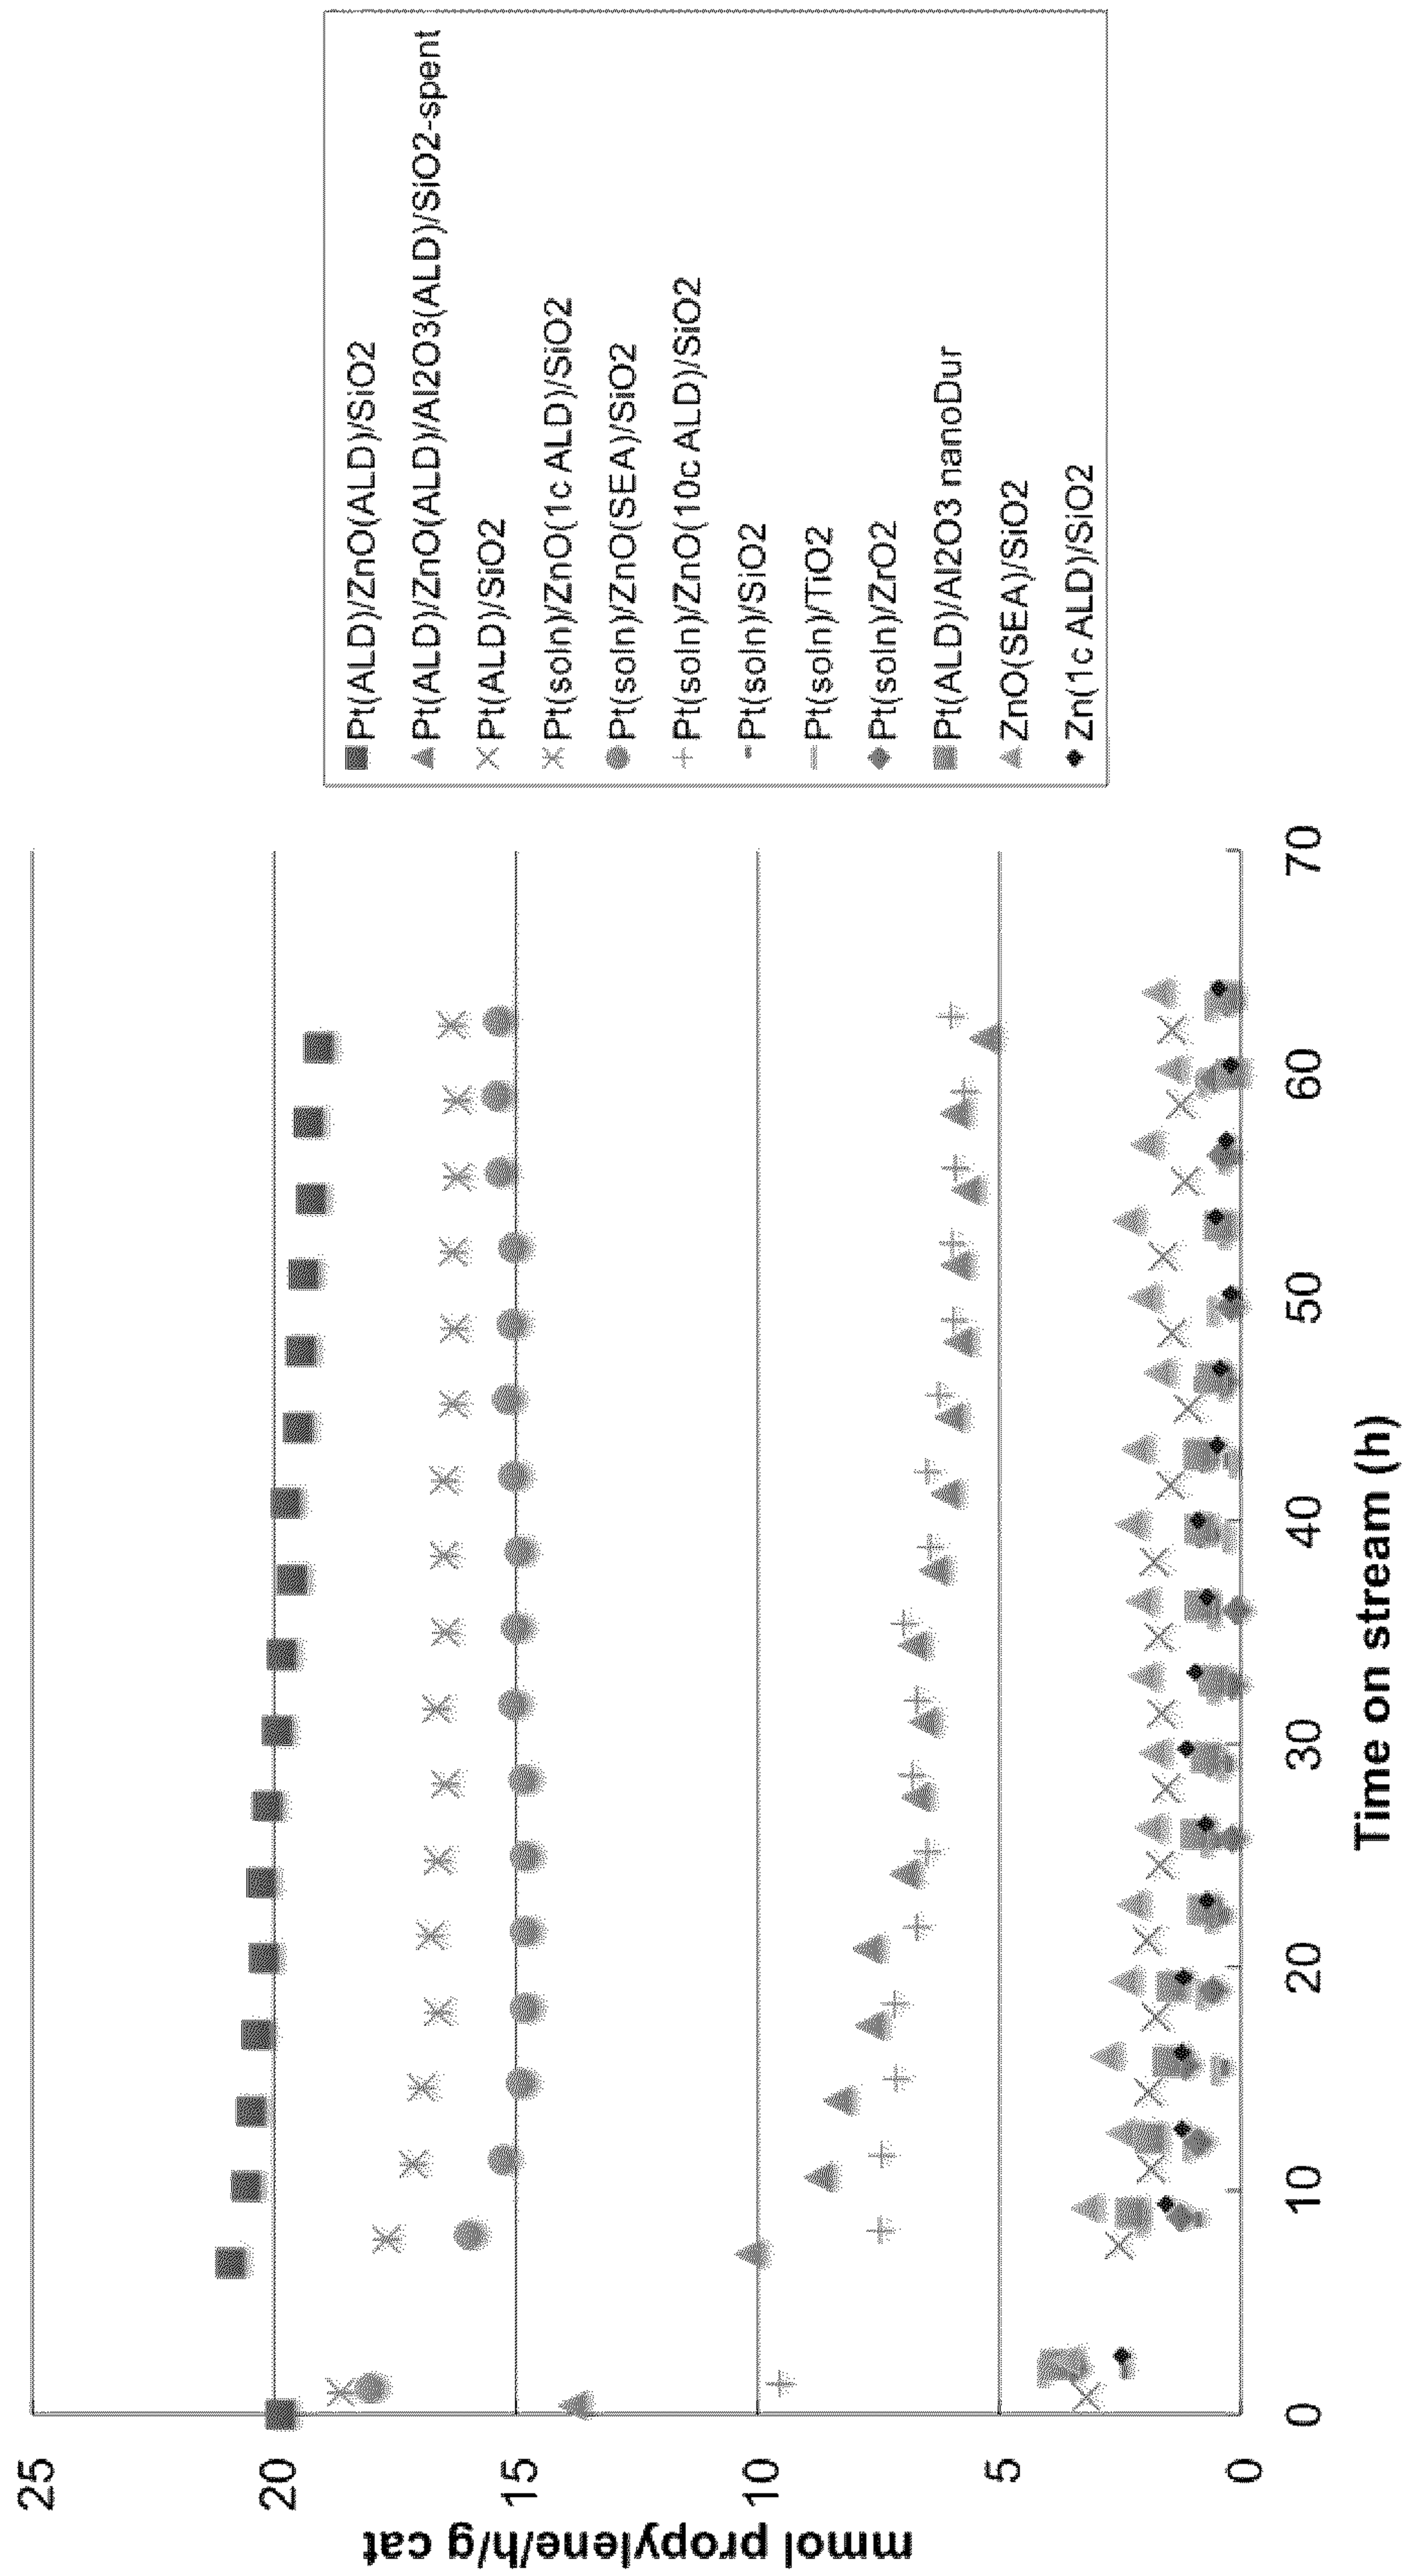 mmol propylene/h/g cat
25
20
15
10
5
0
0
10
20
30
40
50
60
70
Time on stream (h)
Pt(ALD)/ZnO(ALD)/SiO2
Pt(ALD)/ZnO(ALD)/Al2O3(ALD)/SiO2-spent
Pt(ALD)/SiO2
Pt(soln)/ZnO(1c ALD)/SiO2
Pt(soln)/ZnO(SEA)/SiO2
Pt(soln)/ZnO(10c ALD)/SiO2
Pt(soln)/SiO2
Pt(soln)/TiO2
Pt(soln)/ZrO2
Pt(ALD)/Al2O3 nanoDur
ZnO(SEA)/SiO2
Zn(1c ALD)/SiO2